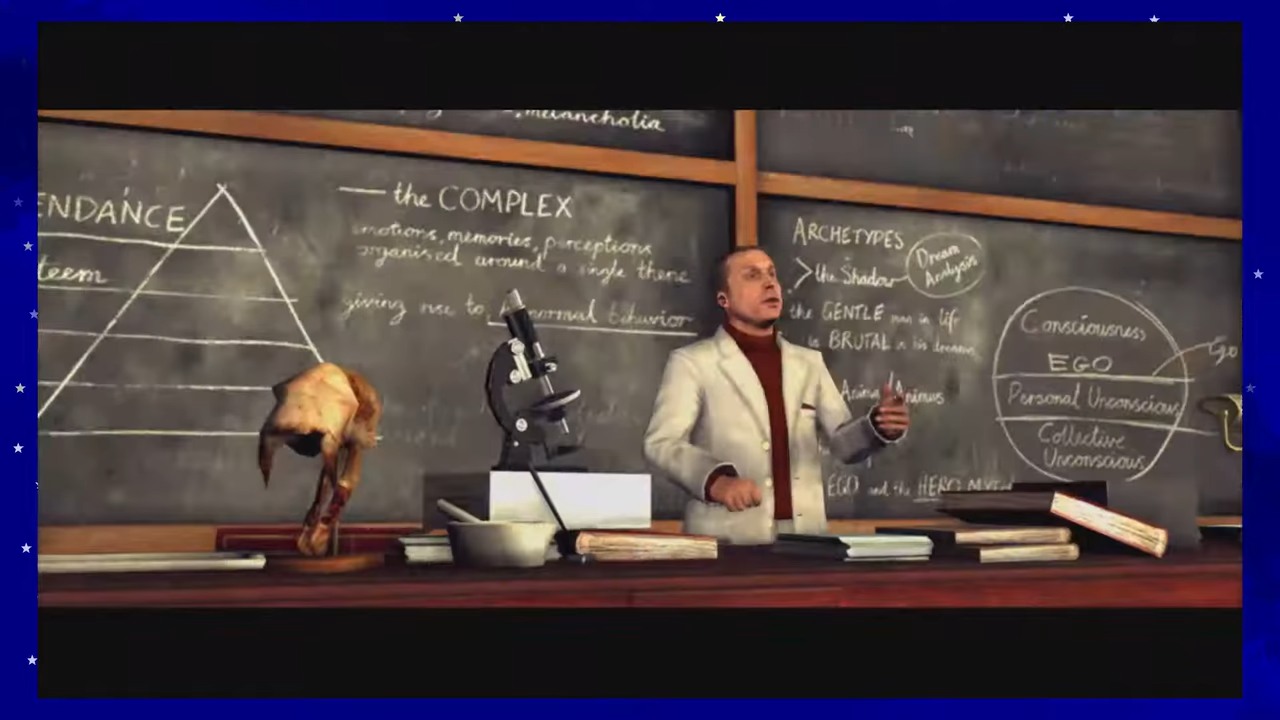 melancholia
ENDANCE
teem
— the COMPLEX
emotions, memories, perceptions
organised around a single theme
giving rise to, abnormal behavior
ARCHETYPES
> the Shadow
Dream
Analysis
the GENTLE man in life
is BRUTAL in his dreams
Anima/Animus
EGO and the HERO MYTH
Consciousness
EGO
Personal Unconscious
Collective
Unconscious
Ego